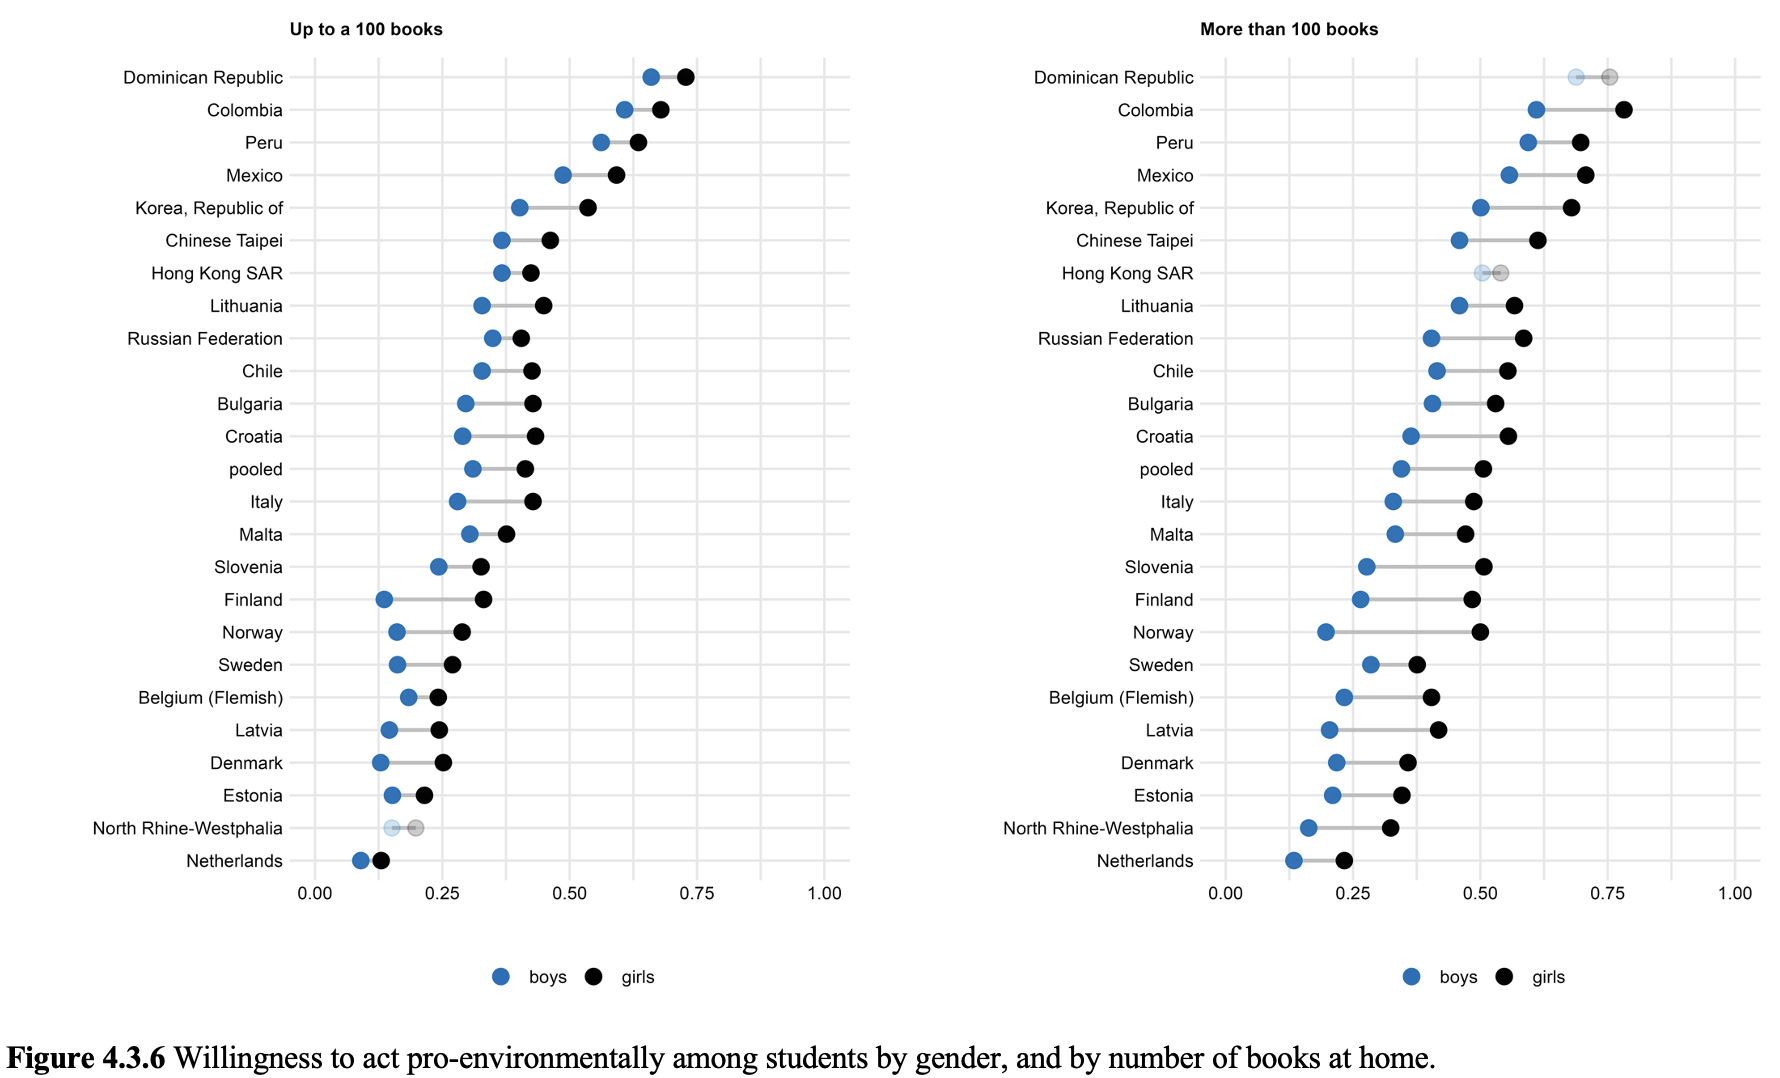 Up to a 100 books
Dominican Republic
Colombia
Peru
Mexico
Korea, Republic of
Chinese Taipei
Hong Kong SAR
Lithuania
Russian Federation
Chile
Bulgaria
Croatia
pooled
Italy
Malta
Slovenia
Finland
Norway
Sweden
Belgium (Flemish)
Latvia
Denmark
Estonia
North Rhine-Westphalia
Netherlands
0.00 0.25 0.50 0.75 1.00
boys girls
More than 100 books
Dominican Republic
Colombia
Peru
Mexico
Korea, Republic of
Chinese Taipei
Hong Kong SAR
Lithuania
Russian Federation
Chile
Bulgaria
Croatia
pooled
Italy
Malta
Slovenia
Finland
Norway
Sweden
Belgium (Flemish)
Latvia
Denmark
Estonia
North Rhine-Westphalia
Netherlands
0.00 0.25 0.50 0.75 1.00
boys girls
Figure 4.3.6 Willingness to act pro-environmentally among students by gender, and by number of books at home.